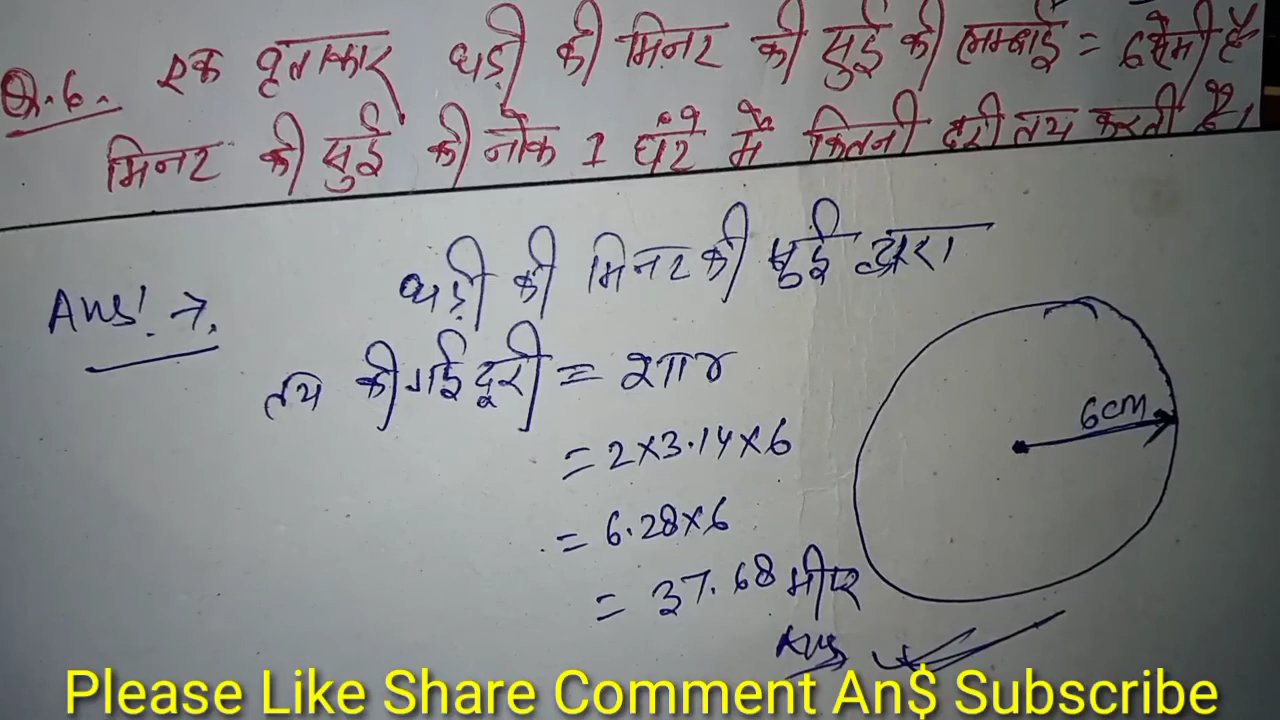 प्र.6. एक वृताकार घड़ी की मिनट की सुई की लम्बाई = 6सेमी है
मिनट की सुई की नोंक 1 घंटे में कितनी दूरी तय करती है।
Ans! →. घड़ी की मिनट की सुई द्वारा
तय की गई दूरी = 2πr
= 2×3.14×6
= 6.28×6
= 37.68 मीटर
Ans
6cm
Please Like Share Comment An$ Subscribe